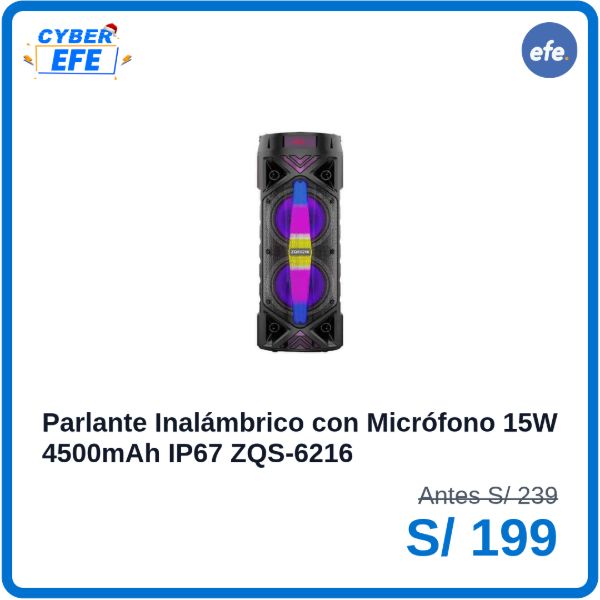 CYBER
EFE
efe.
Parlante Inalámbrico con Micrófono 15W
4500mAh IP67 ZQS-6216
Antes S/ 239
S/ 199